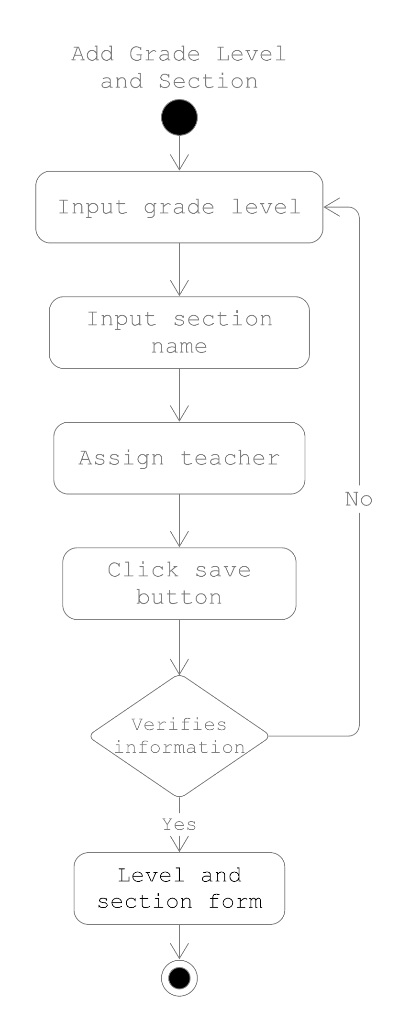 Add Grade Level
and Section
Input grade level
Input section
name
Assign teacher
No
Click save
button
Verifies
information
Yes
Level and
section form